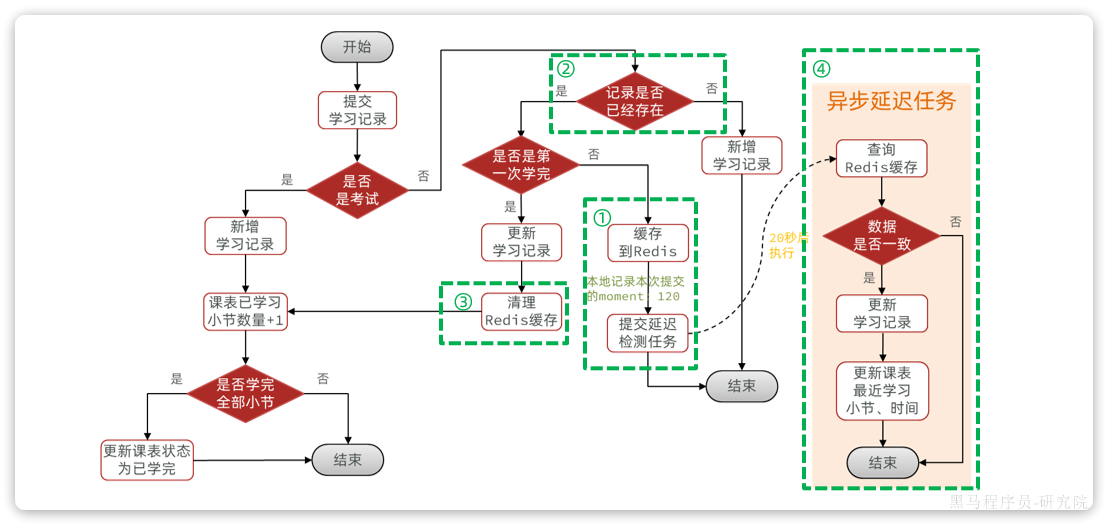 开始
提交
学习记录
是否
是考试
是
否
新增
学习记录
课表已学习
小节数量+1
是否学完
全部小节
是
否
更新课表状态
为已学完
结束
②
记录是否
已经存在
是
否
是否是第
一次学完
是
否
更新
学习记录
③
清理
Redis缓存
①
缓存
到Redis
本地记录本次提交
的moment：120
提交延迟
检测任务
新增
学习记录
结束
20秒后
执行
④
异步延迟任务
查询
Redis缓存
数据
是否一致
是
否
更新
学习记录
更新课表
最近学习
小节、时间
结束
黑马程序员-研究院